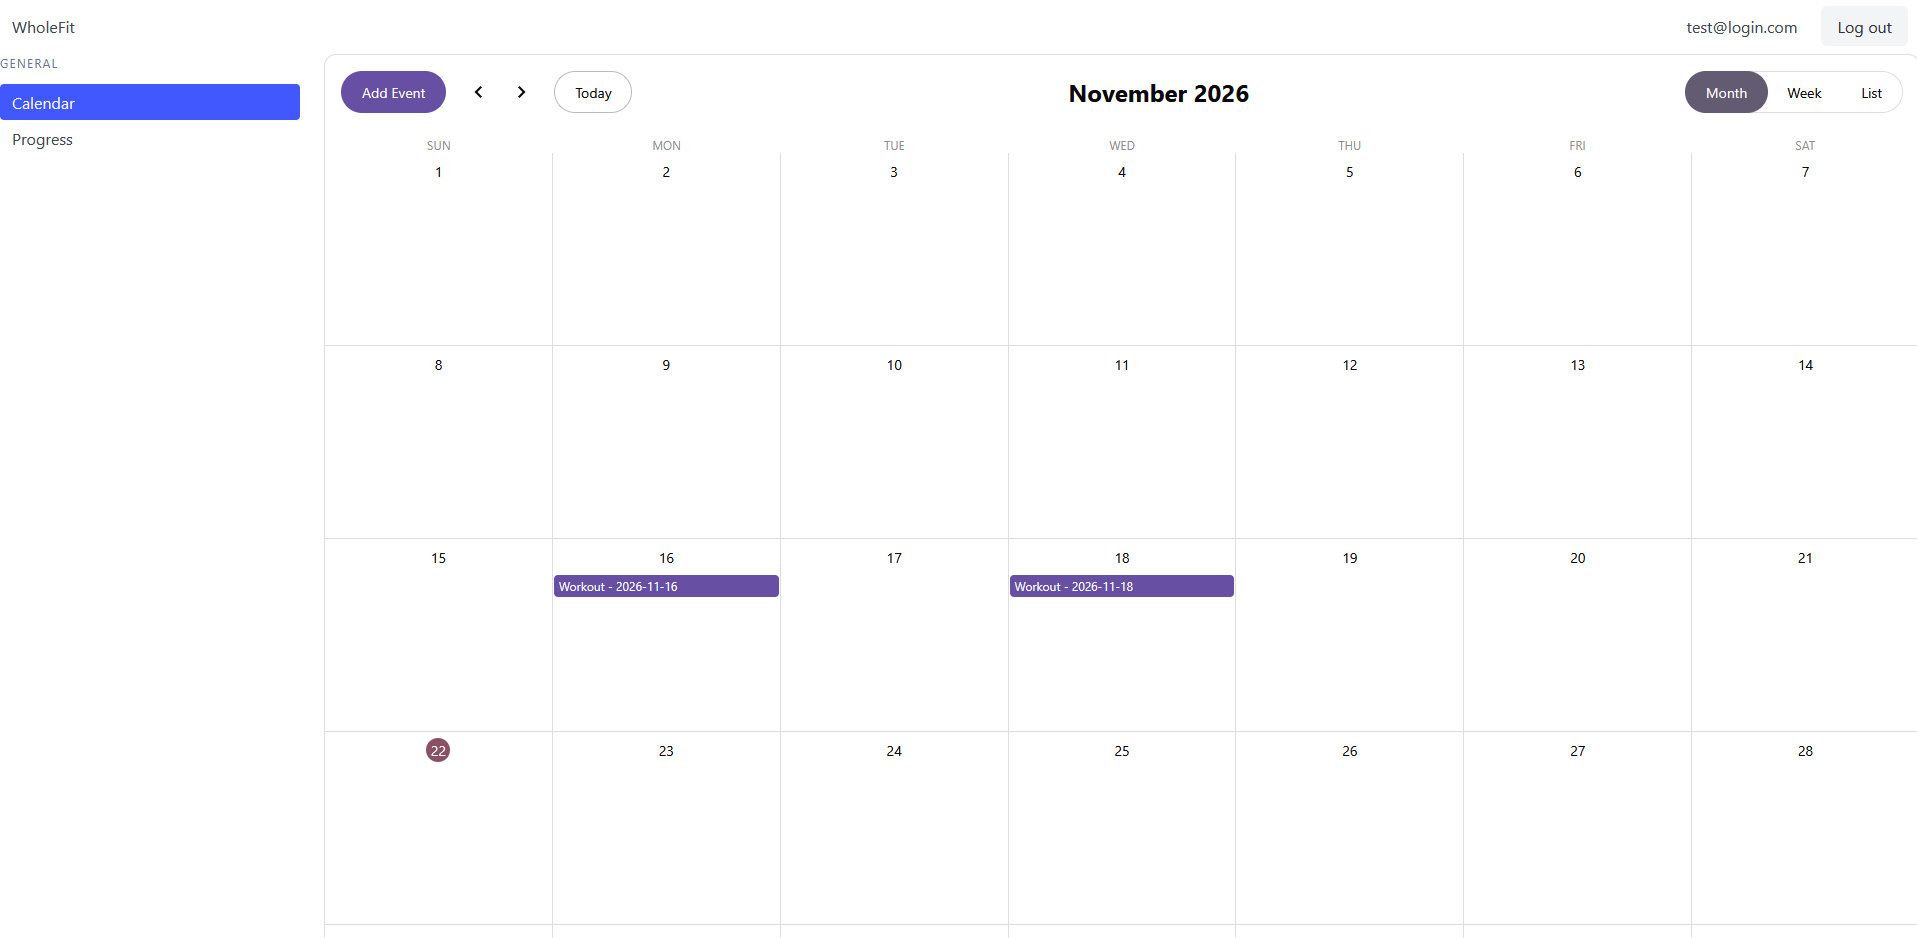 WholeFit
test@login.com Log out
GENERAL
Calendar
Progress
Add Event Today November 2026 Month Week List
SUN MON TUE WED THU FRI SAT
1 2 3 4 5 6 7
8 9 10 11 12 13 14
15 16 17 18 19 20 21
Workout - 2026-11-16 Workout - 2026-11-18
22 23 24 25 26 27 28